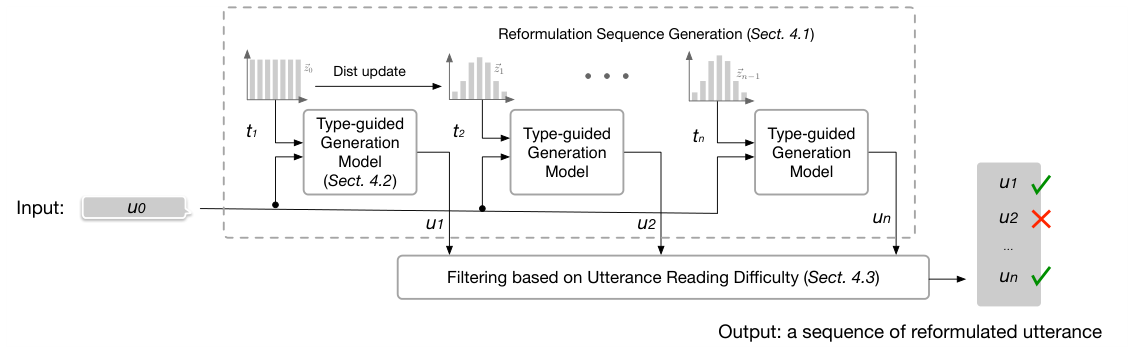 Reformulation Sequence Generation (Sect. 4.1)
z⃗0
Dist update
z⃗1
• • •
z⃗n−1
t1
Type-guided
Generation
Model
(Sect. 4.2)
t2
Type-guided
Generation
Model
tn
Type-guided
Generation
Model
Input:
u0
u1
u2
un
Filtering based on Utterance Reading Difficulty (Sect. 4.3)
u1 ✓
u2 ✗
...
un ✓
Output: a sequence of reformulated utterance